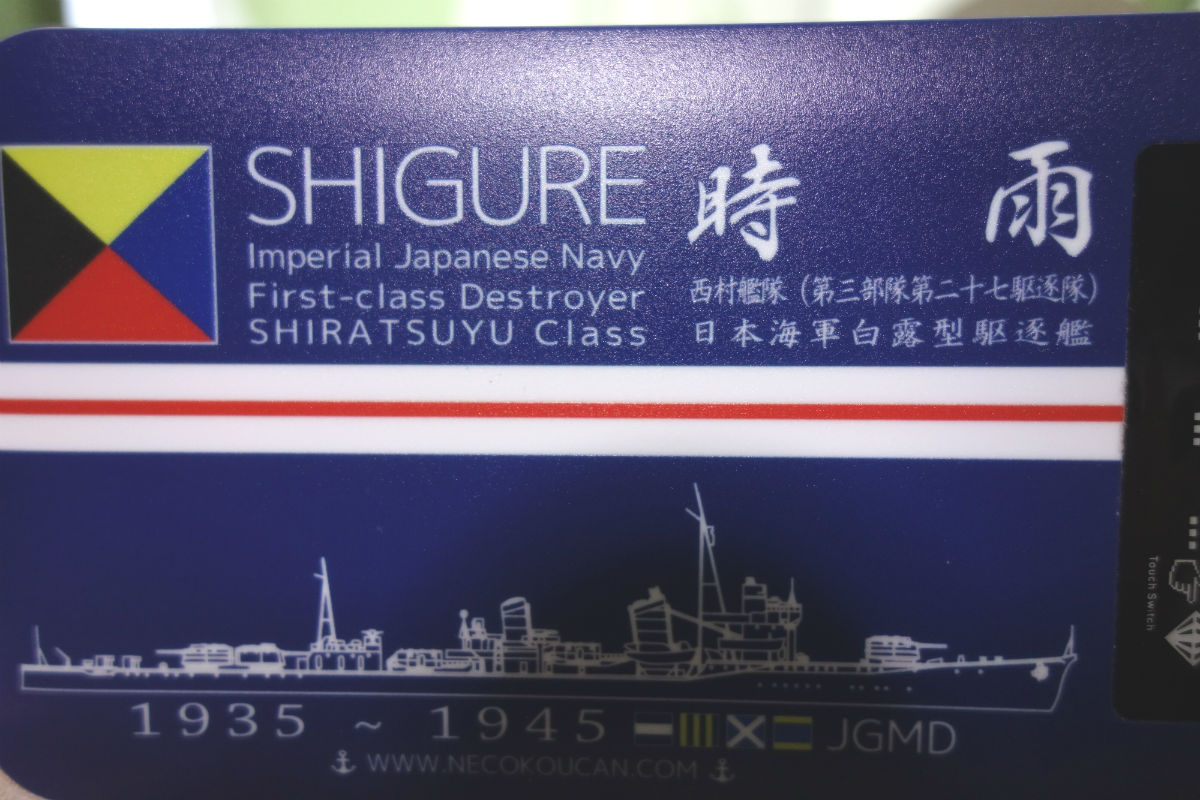 SHIGURE
Imperial Japanese Navy
First-class Destroyer
SHIRATSUYU Class
時雨
西村艦隊（第三部隊第二十七駆逐隊）
日本海軍白露型駆逐艦
1935 ~ 1945 JGMD
WWW.NECOKOUCAN.COM
Touch Switch